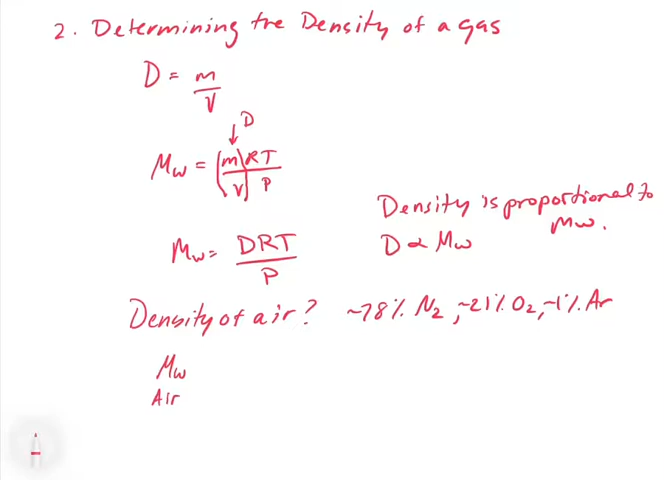 2. Determining the Density of a gas
D = m/V
↓ D
Mw = (m/V) RT/P
Density is proportional to
Mw.
Mw = DRT/P
D ∝ Mw
Density of air? ~78% N₂, ~21% O₂, ~1% Ar
Mw
Air